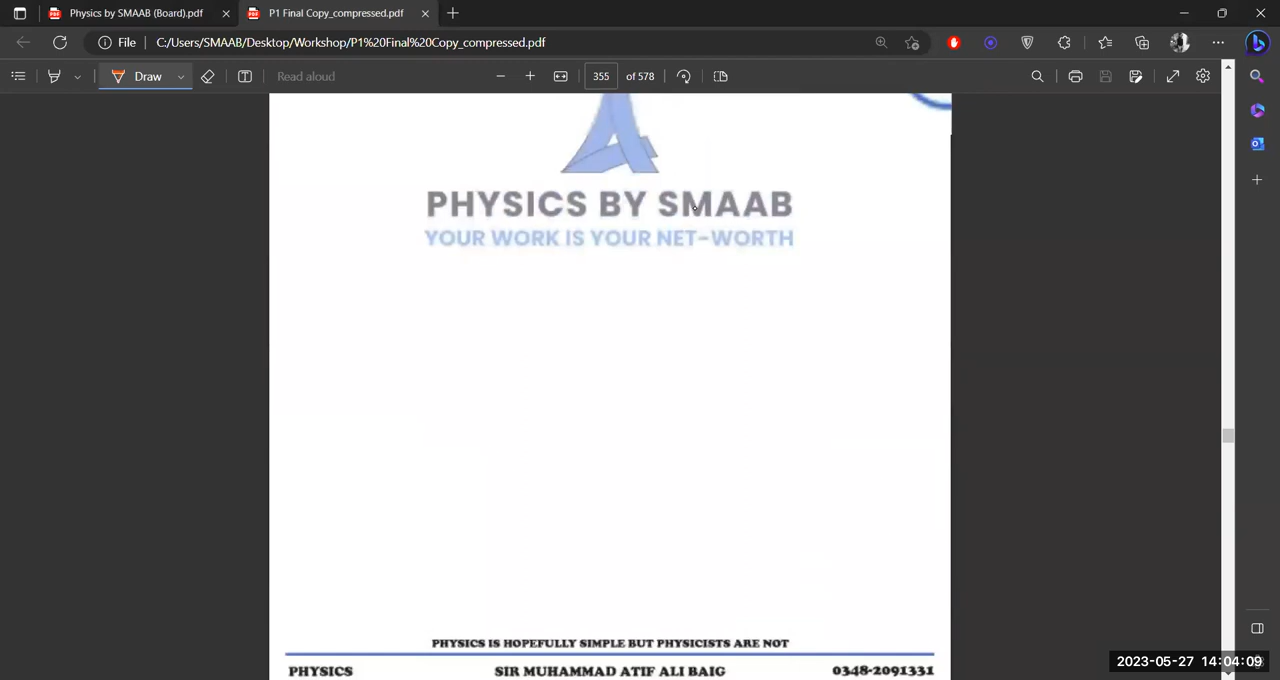 Physics by SMAAB (Board).pdf
P1 Final Copy_compressed.pdf
File
C:/Users/SMAAB/Desktop/Workshop/P1%20Final%20Copy_compressed.pdf
Draw
Read aloud
355 of 578
PHYSICS BY SMAAB
YOUR WORK IS YOUR NET-WORTH
PHYSICS IS HOPEFULLY SIMPLE BUT PHYSICISTS ARE NOT
PHYSICS SIR MUHAMMAD ATIF ALI BAIG 0348-2091331
2023-05-27 14:04:09